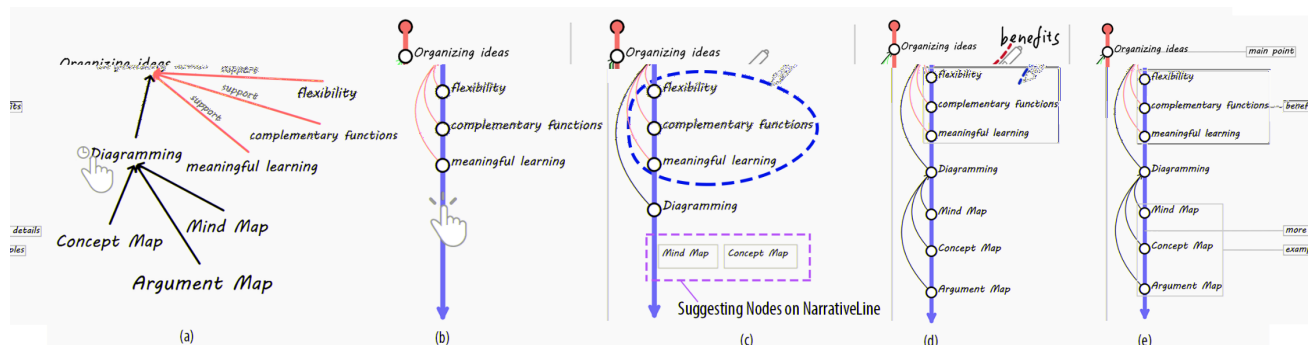 Organizing ideas
support
support
support
flexibility
complementary functions
meaningful learning
Diagramming
Mind Map
Concept Map
Argument Map
details
(a)
Organizing ideas
flexibility
complementary functions
meaningful learning
(b)
Organizing ideas
flexibility
complementary functions
meaningful learning
Diagramming
Mind Map Concept Map
Suggesting Nodes on NarrativeLine
(c)
benefits
Organizing ideas
flexibility
complementary functions
meaningful learning
Diagramming
Mind Map
Concept Map
Argument Map
(d)
Organizing ideas
main point
flexibility
complementary functions
meaningful learning
Diagramming
Mind Map
more
Concept Map
Argument Map
(e)